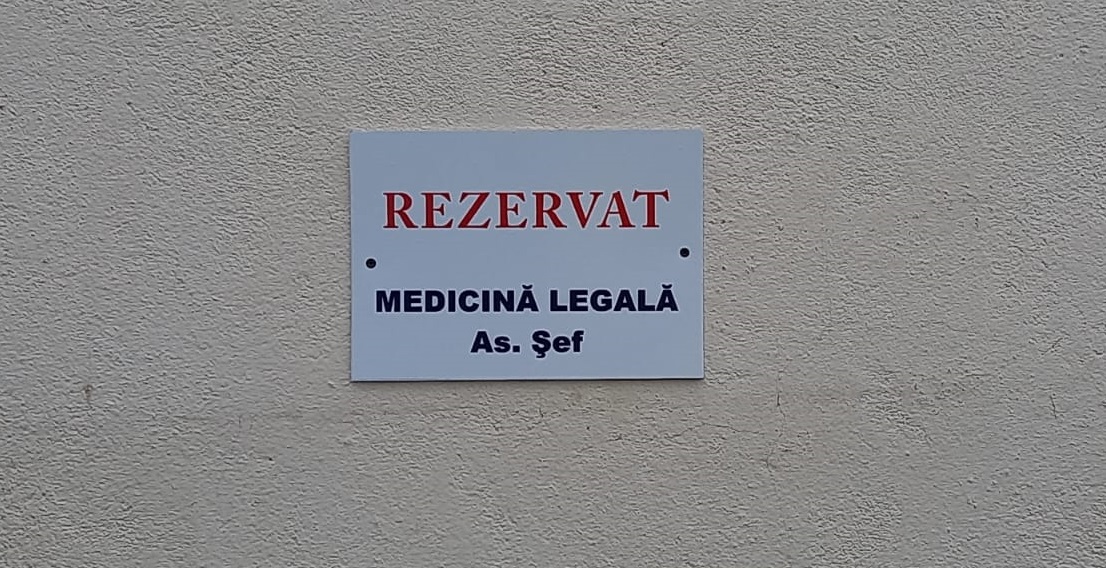 REZERVAT
MEDICINĂ LEGALĂ
As. Şef